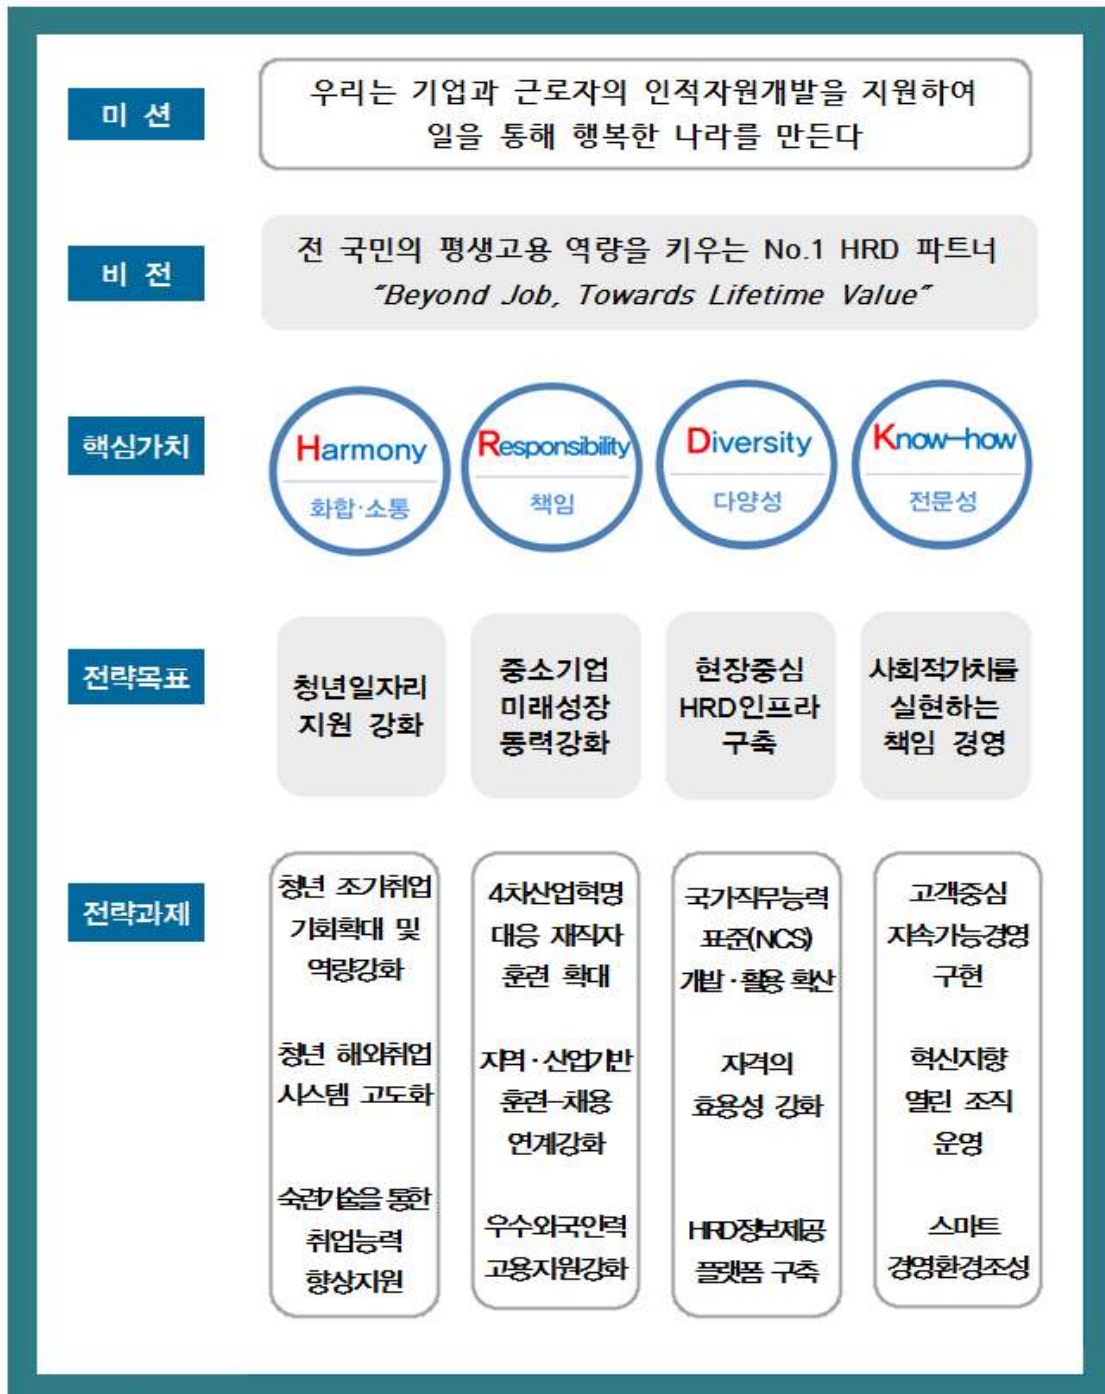 미 션
우리는 기업과 근로자의 인적자원개발을 지원하여
일을 통해 행복한 나라를 만든다
비 전
전 국민의 평생고용 역량을 키우는 No.1 HRD 파트너
"Beyond Job, Towards Lifetime Value"
핵심가치
Harmony
화합·소통
Responsibility
책임
Diversity
다양성
Know-how
전문성
전략목표
청년일자리
지원 강화
중소기업
미래성장
동력강화
현장중심
HRD인프라
구축
사회적가치를
실현하는
책임 경영
전략과제
청년 조기취업
기회확대 및
역량강화
청년 해외취업
시스템 고도화
숙련기술을 통한
취업능력
향상지원
4차산업혁명
대응 재직자
훈련 확대
지역·산업기반
훈련-채용
연계강화
우수외국인력
고용지원강화
국가직무능력
표준(NCS)
개발·활용 확산
자격의
효용성 강화
HRD정보제공
플랫폼 구축
고객중심
지속가능경영
구현
혁신지향
열린 조직
운영
스마트
경영환경조성